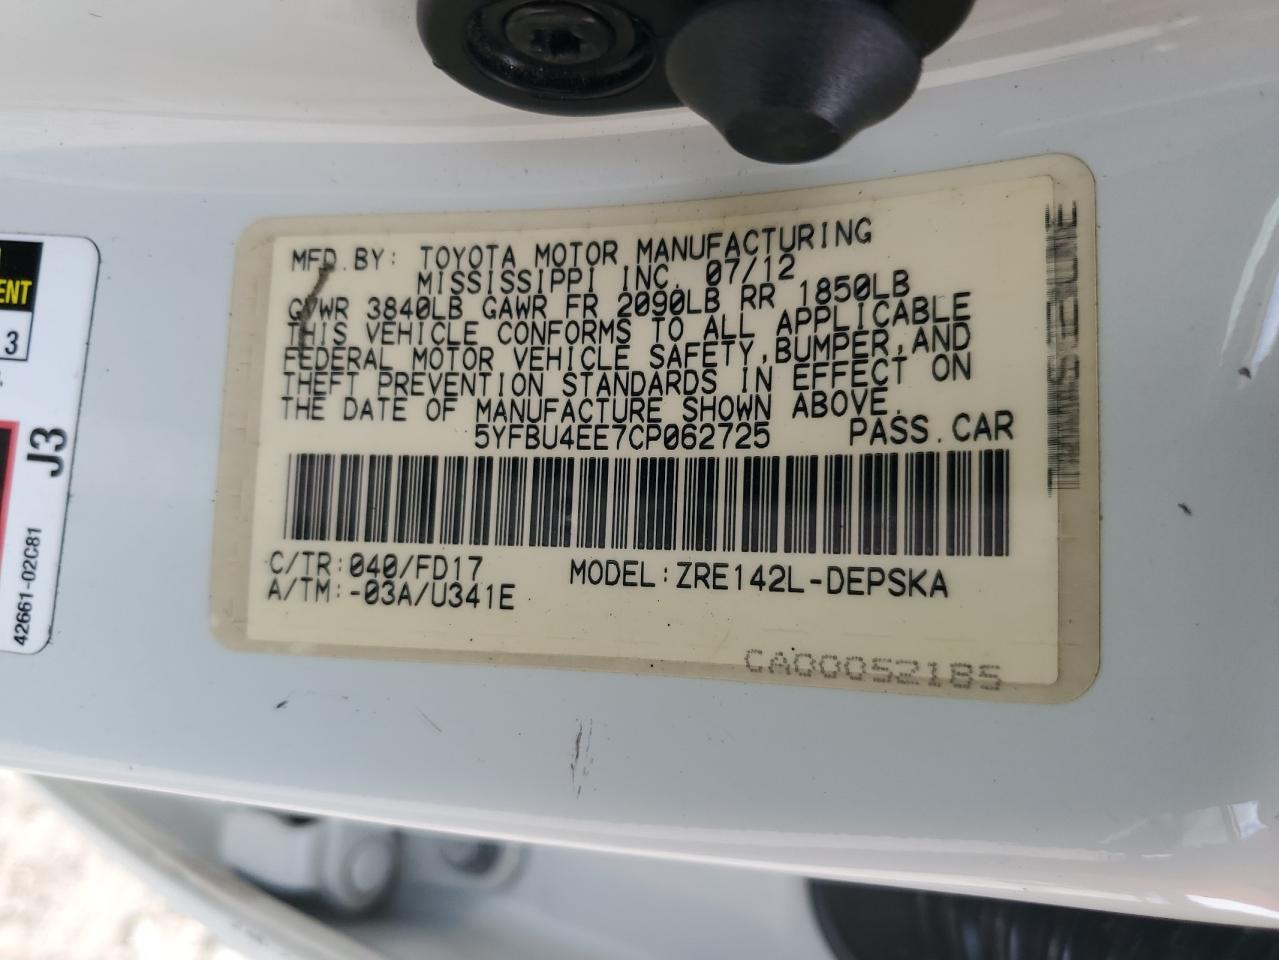 MFD.BY: TOYOTA MOTOR MANUFACTURING
MISSISSIPPI INC. 07/12
GVWR 3840LB GAWR FR 2090LB RR 1850LB
THIS VEHICLE CONFORMS TO ALL APPLICABLE
FEDERAL MOTOR VEHICLE SAFETY,BUMPER,AND
THEFT PREVENTION STANDARDS IN EFFECT ON
THE DATE OF MANUFACTURE SHOWN ABOVE.
5YFBU4EE7CP062725 PASS.CAR
C/TR:040/FD17 MODEL:ZRE142L-DEPSKA
A/TM:-03A/U341E
CA00052185
3
J3
42661-02C81